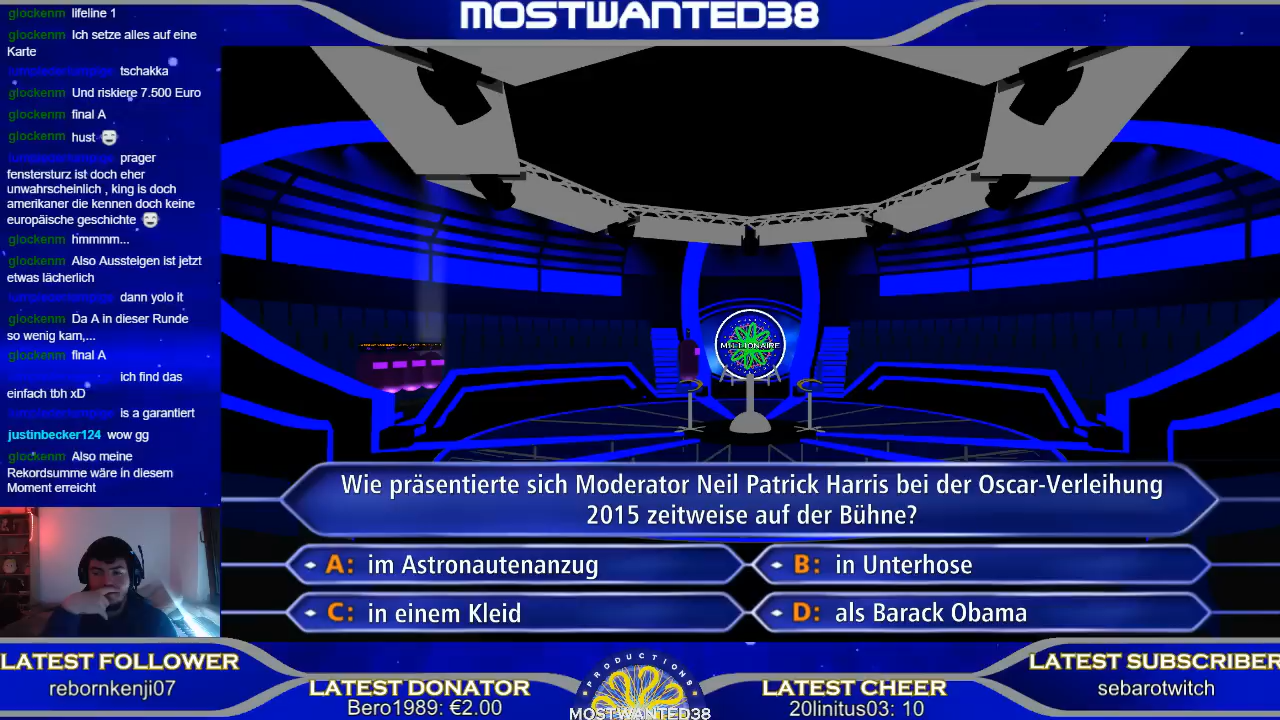 MOSTWANTED38
glockenm lifeline 1
glockenm Ich setze alles auf eine
Karte
tschakka
glockenm Und riskiere 7.500 Euro
glockenm final A
glockenm hust
prager
fenstersturz ist doch eher
unwahrscheinlich , king is doch
amerikaner die kennen doch keine
europäische geschichte
glockenm hmmmm...
glockenm Also Aussteigen ist jetzt
etwas lächerlich
dann yolo it
glockenm Da A in dieser Runde
so wenig kam,...
glockenm final A
ich find das
einfach tbh xD
is a garantiert
justinbecker124 wow gg
glockenm Also meine
Rekordsumme wäre in diesem
Moment erreicht
MILLIONAIRE
Wie präsentierte sich Moderator Neil Patrick Harris bei der Oscar-Verleihung
2015 zeitweise auf der Bühne?
A: im Astronautenanzug
B: in Unterhose
C: in einem Kleid
D: als Barack Obama
LATEST FOLLOWER
rebornkenji07
LATEST DONATOR
Bero1989: €2.00
PRODUCTIONS
MOSTWANTED38
LATEST CHEER
20linitus03: 10
LATEST SUBSCRIBER
sebarotwitch